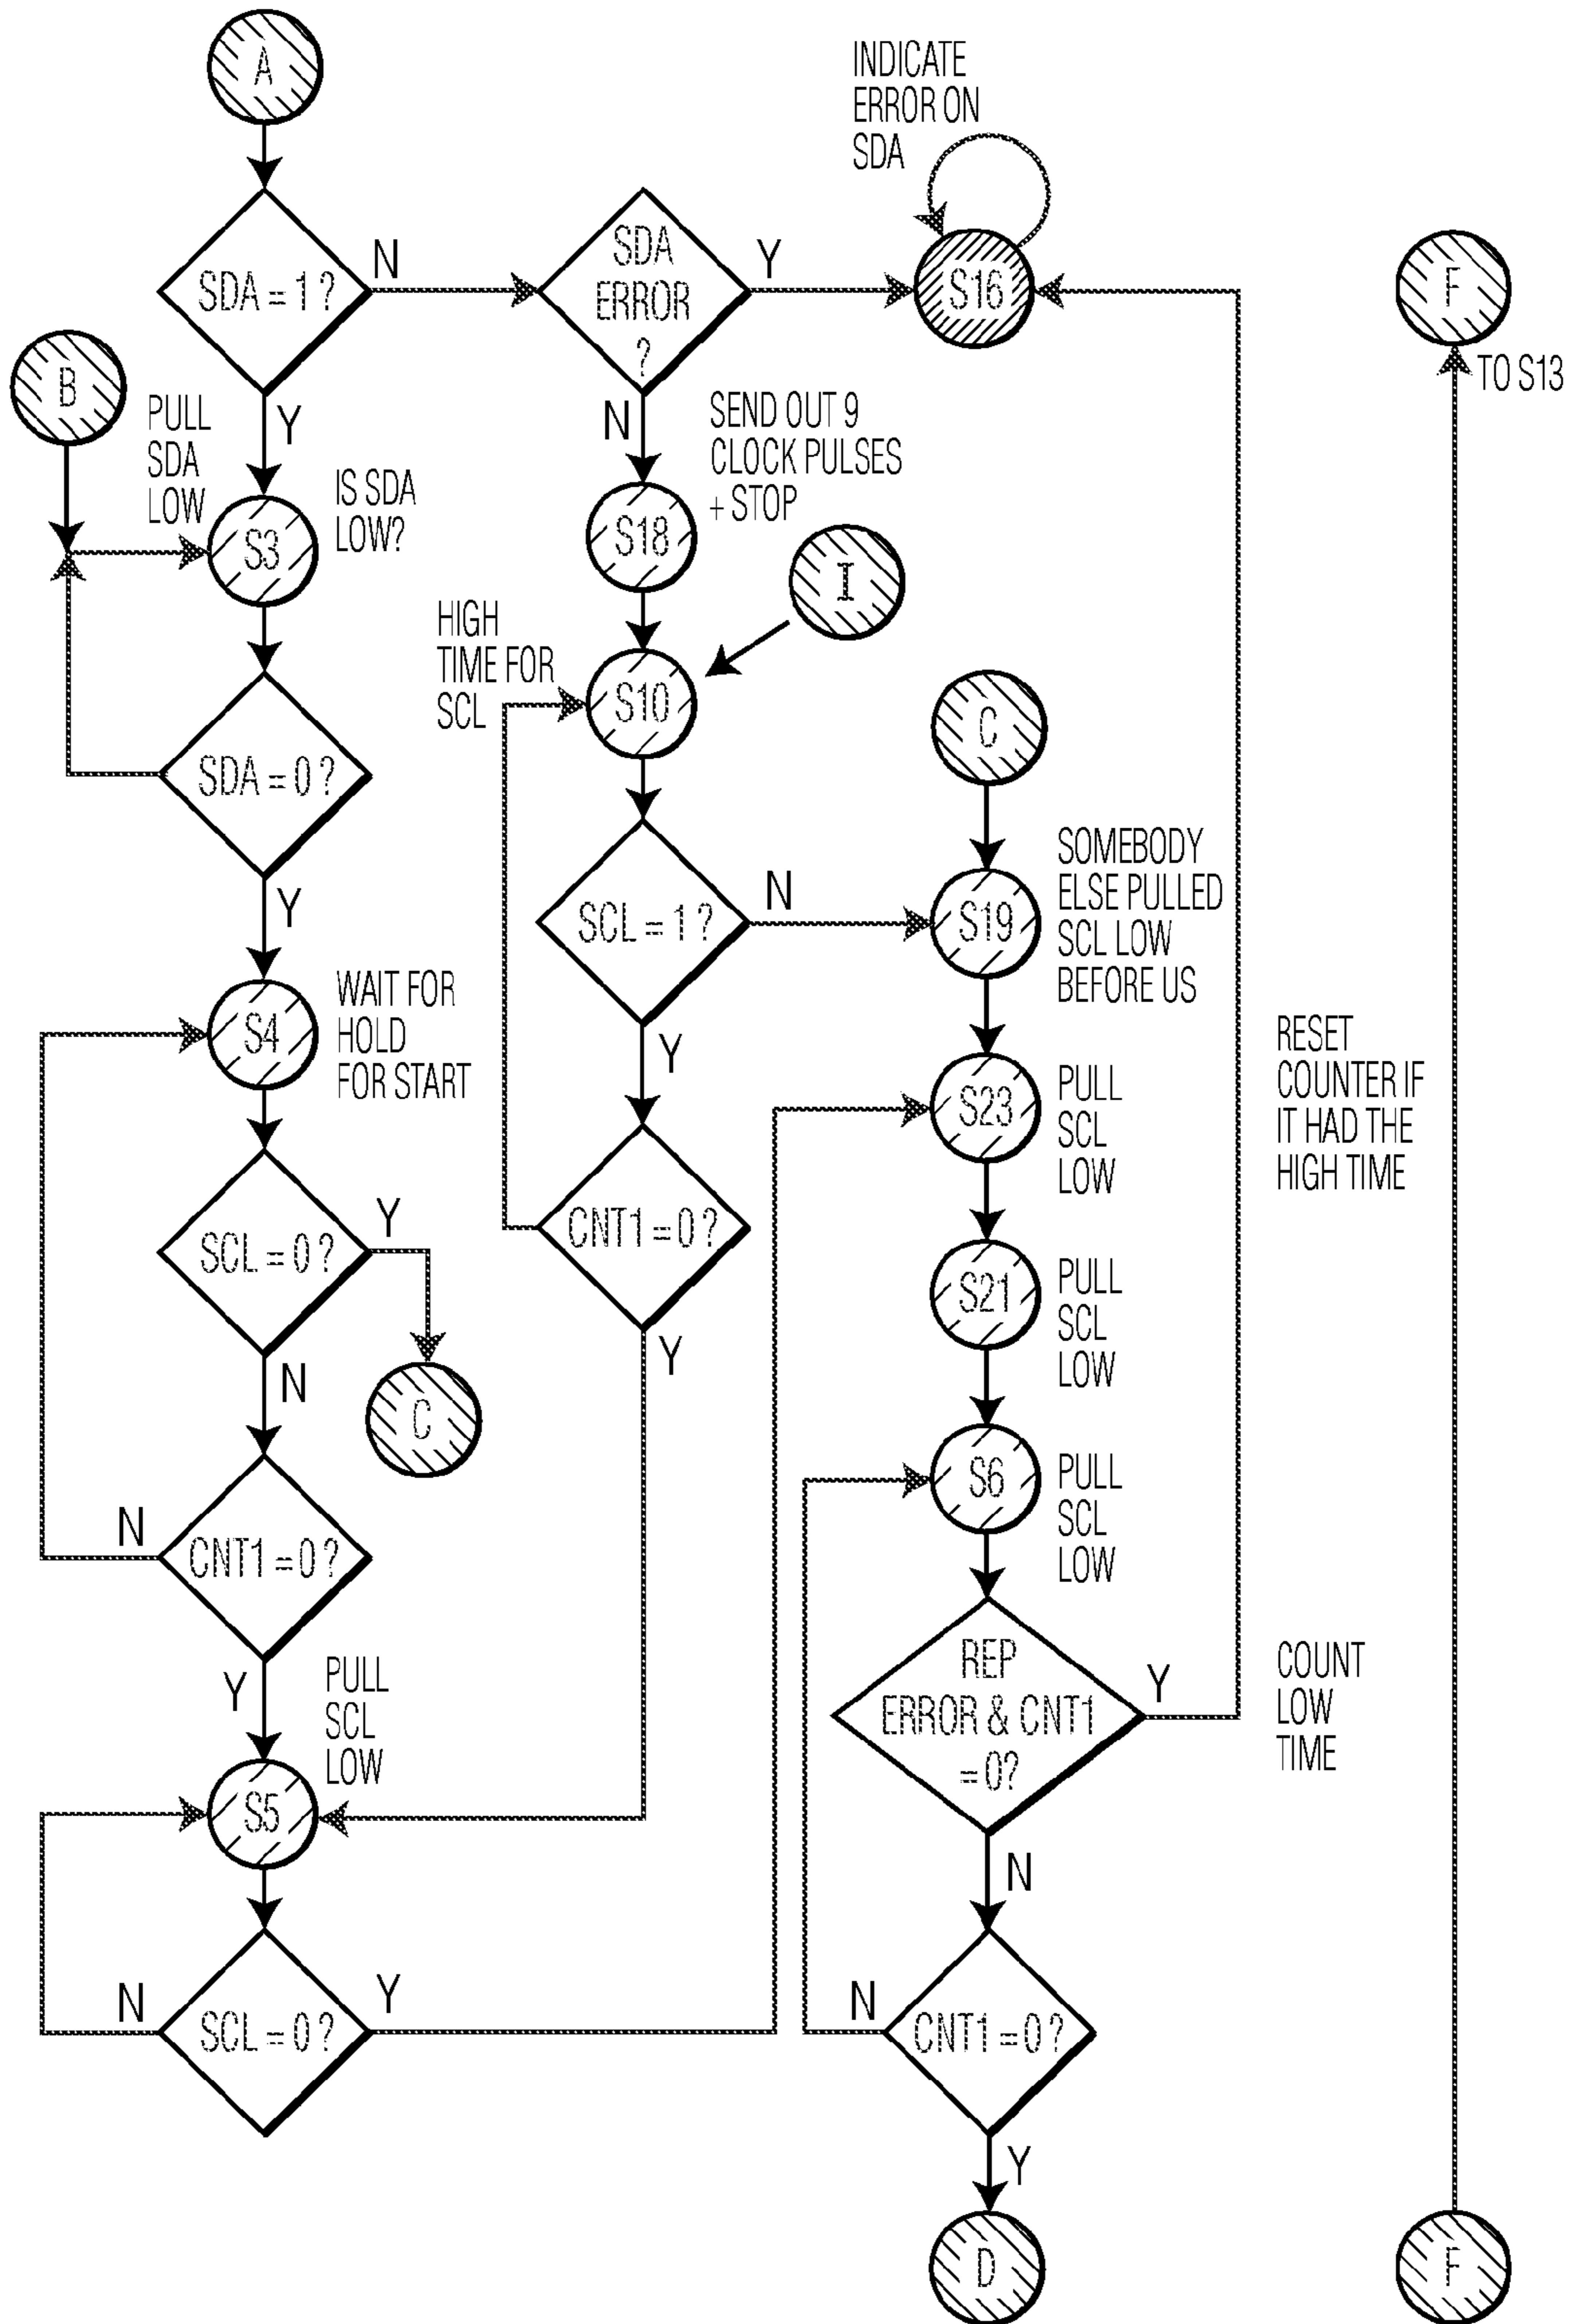 A
INDICATE
ERROR ON
SDA
SDA = 1 ?
N
SDA
ERROR
?
Y
S16
F
TO S13
B
PULL
SDA
LOW
Y
IS SDA
LOW?
S3
N
SEND OUT 9
CLOCK PULSES
+ STOP
S18
I
HIGH
TIME FOR
SCL
S10
C
SDA = 0 ?
Y
SCL = 1 ?
N
S19
SOMEBODY
ELSE PULLED
SCL LOW
BEFORE US
S4
WAIT FOR
HOLD
FOR START
Y
S23
PULL
SCL
LOW
RESET
COUNTER IF
IT HAD THE
HIGH TIME
SCL = 0 ?
Y
CNT1 = 0 ?
Y
S21
PULL
SCL
LOW
N
C
S6
PULL
SCL
LOW
N
CNT1 = 0 ?
Y
PULL
SCL
LOW
REP
ERROR & CNT1
= 0?
Y
COUNT
LOW
TIME
S5
N
N
SCL = 0 ?
Y
N
CNT1 = 0 ?
Y
D
F